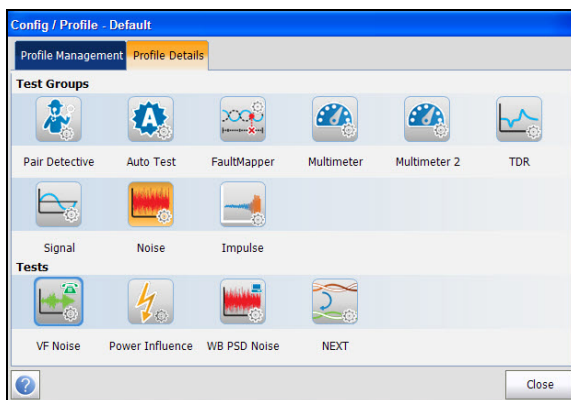 Config / Profile - Default
Profile Management Profile Details
Test Groups
Pair Detective Auto Test FaultMapper Multimeter Multimeter 2 TDR
Signal Noise Impulse
Tests
VF Noise Power Influence WB PSD Noise NEXT
? Close